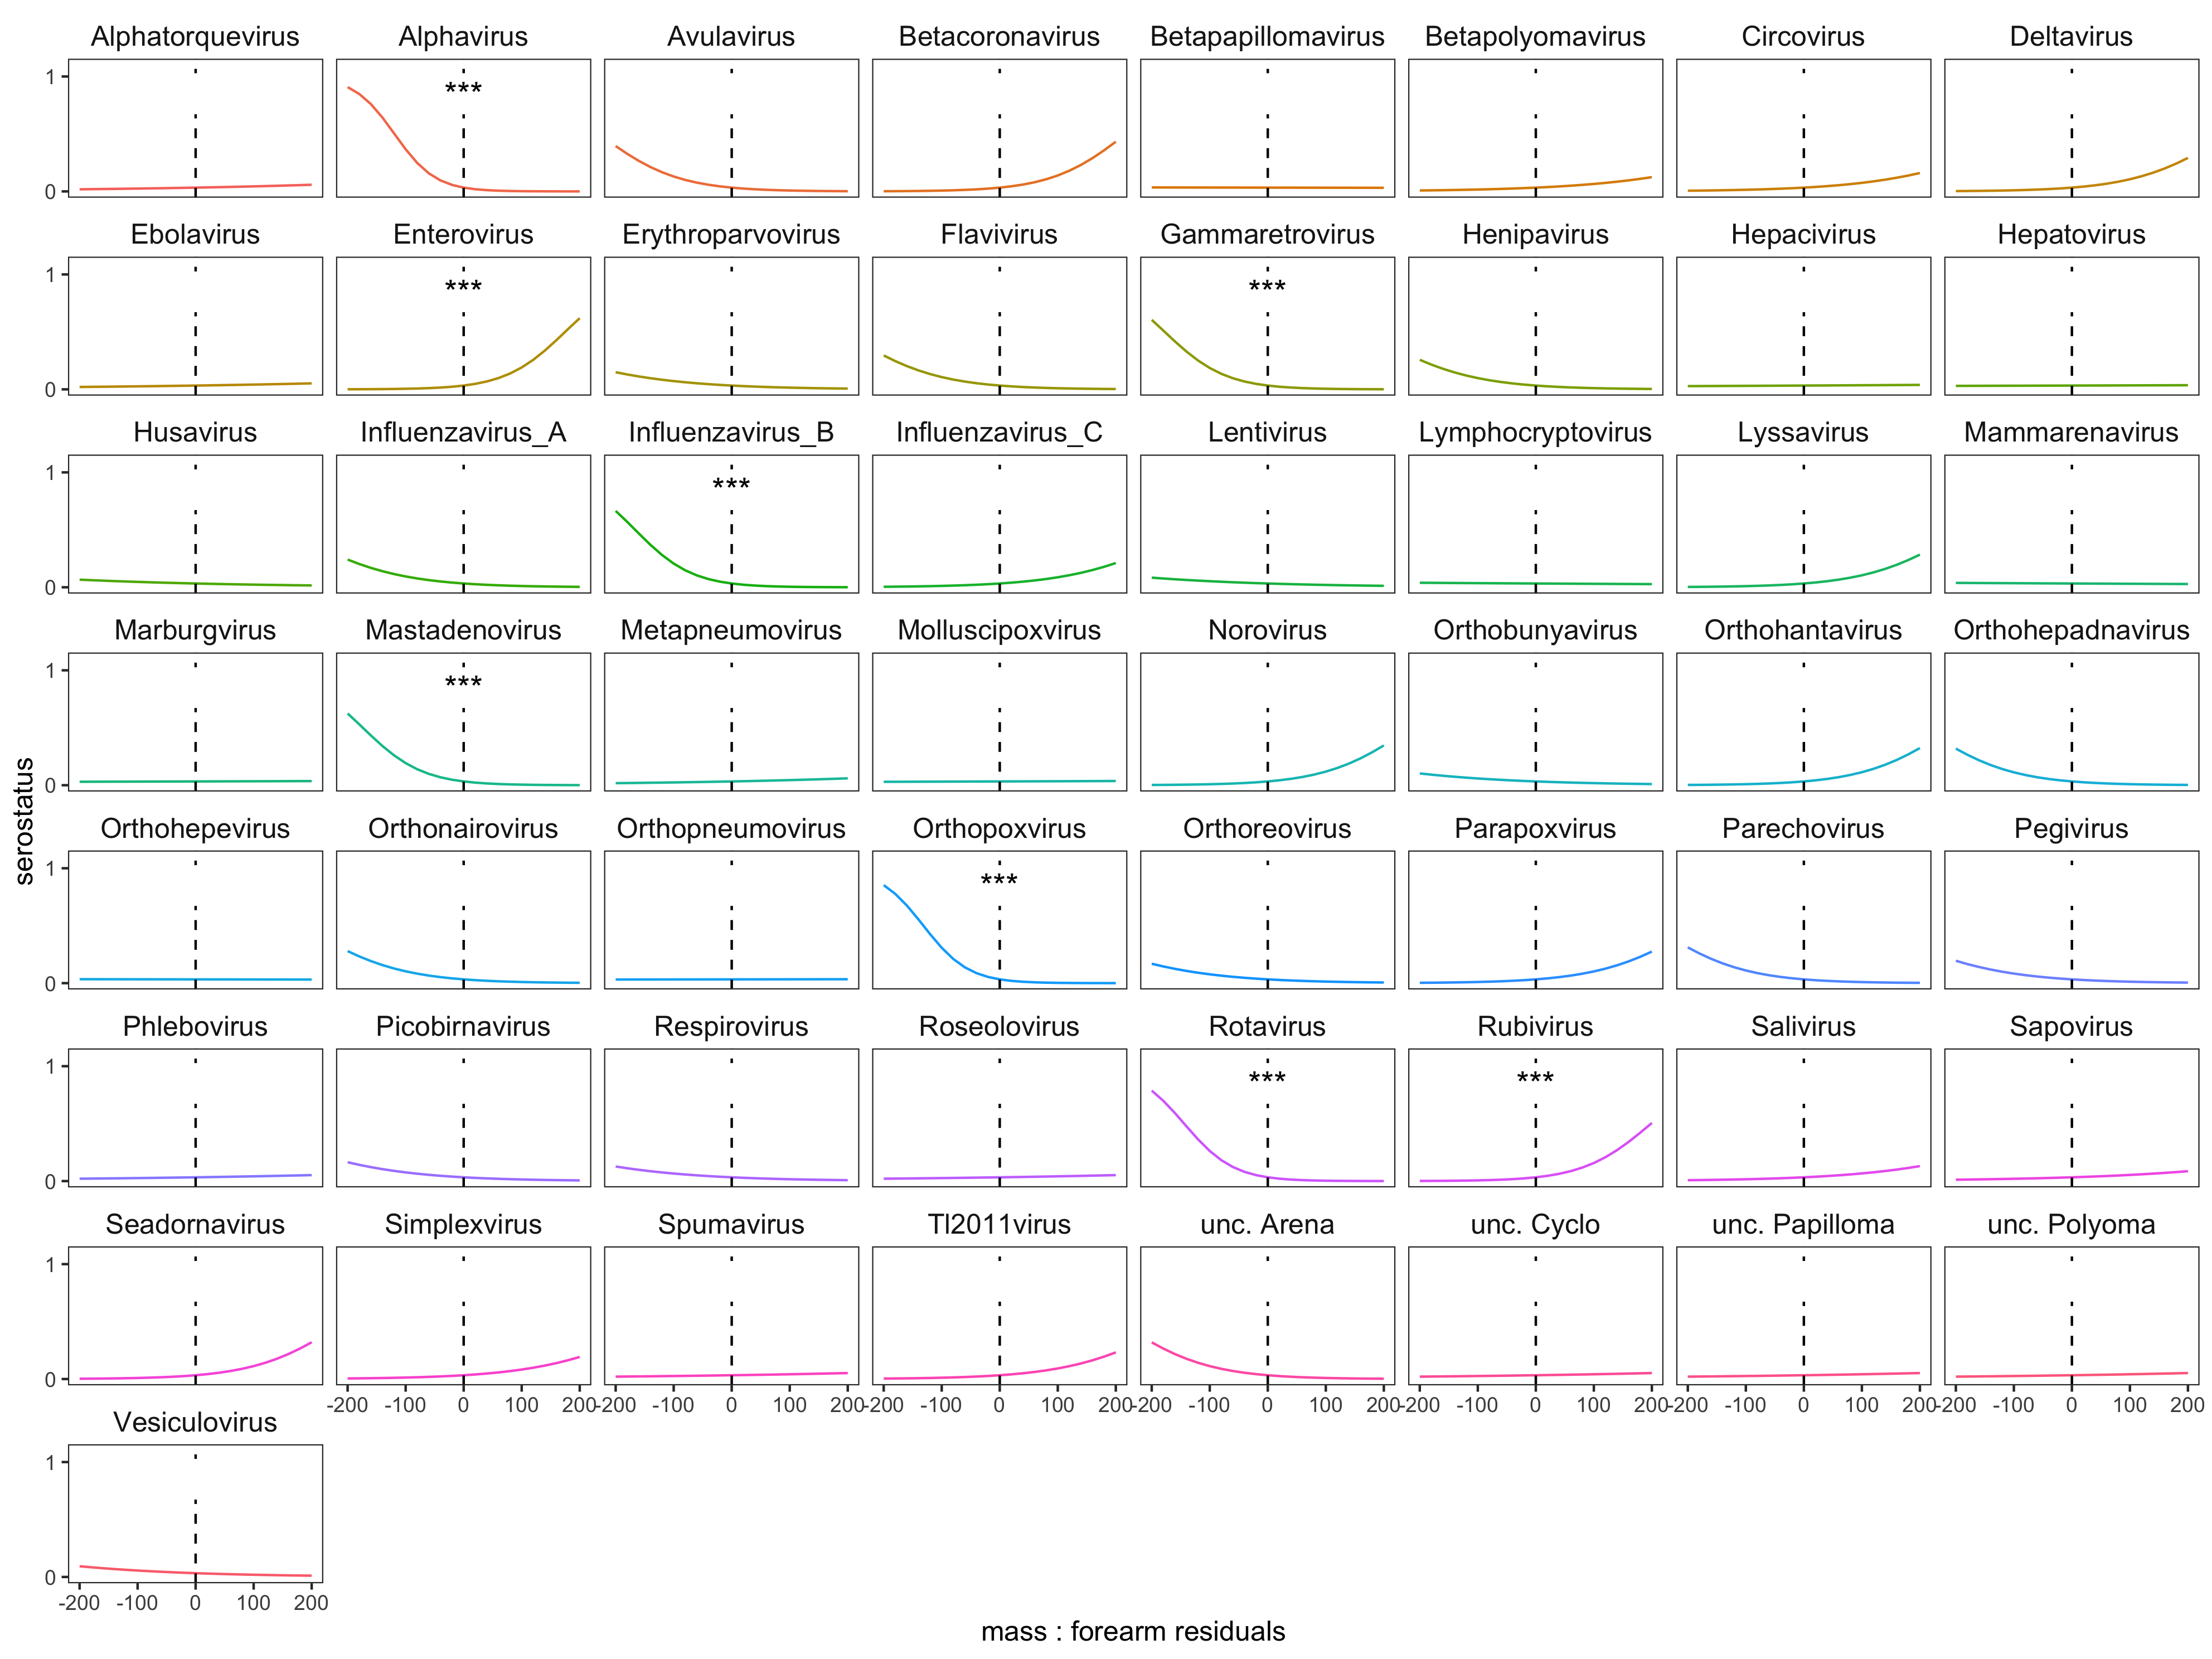 Alphatorquevirus Alphavirus Avulavirus Betacoronavirus Betapapillomavirus Betapolyomavirus Circovirus Deltavirus
1
***
0
Ebolavirus Enterovirus Erythroparvovirus Flavivirus Gammaretrovirus Henipavirus Hepacivirus Hepatovirus
1
*** ***
0
Husavirus Influenzavirus_A Influenzavirus_B Influenzavirus_C Lentivirus Lymphocryptovirus Lyssavirus Mammarenavirus
1
***
0
Marburgvirus Mastadenovirus Metapneumovirus Molluscipoxvirus Norovirus Orthobunyavirus Orthohantavirus Orthohepadnavirus
1
***
0
serostatus
Orthohepevirus Orthonairovirus Orthopneumovirus Orthopoxvirus Orthoreovirus Parapoxvirus Parechovirus Pegivirus
1
***
0
Phlebovirus Picobirnavirus Respirovirus Roseolovirus Rotavirus Rubivirus Salivirus Sapovirus
1
*** ***
0
Seadornavirus Simplexvirus Spumavirus Tl2011virus unc. Arena unc. Cyclo unc. Papilloma unc. Polyoma
1
0
-200 -100 0 100 200 -200 -100 0 100 200 -200 -100 0 100 200 -200 -100 0 100 200 -200 -100 0 100 200 -200 -100 0 100 200 -200 -100 0 100 200
Vesiculovirus
1
0
-200 -100 0 100 200
mass : forearm residuals